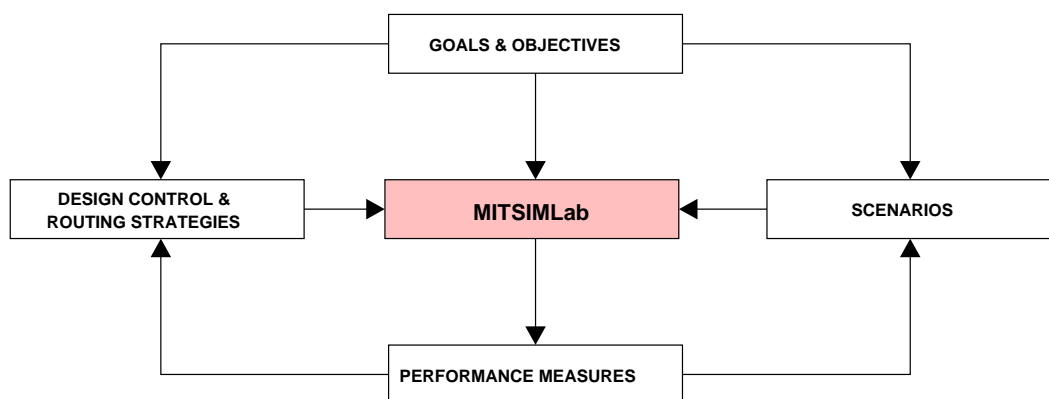 GOALS & OBJECTIVES
DESIGN CONTROL &
ROUTING STRATEGIES
MITSIMLab
SCENARIOS
PERFORMANCE MEASURES